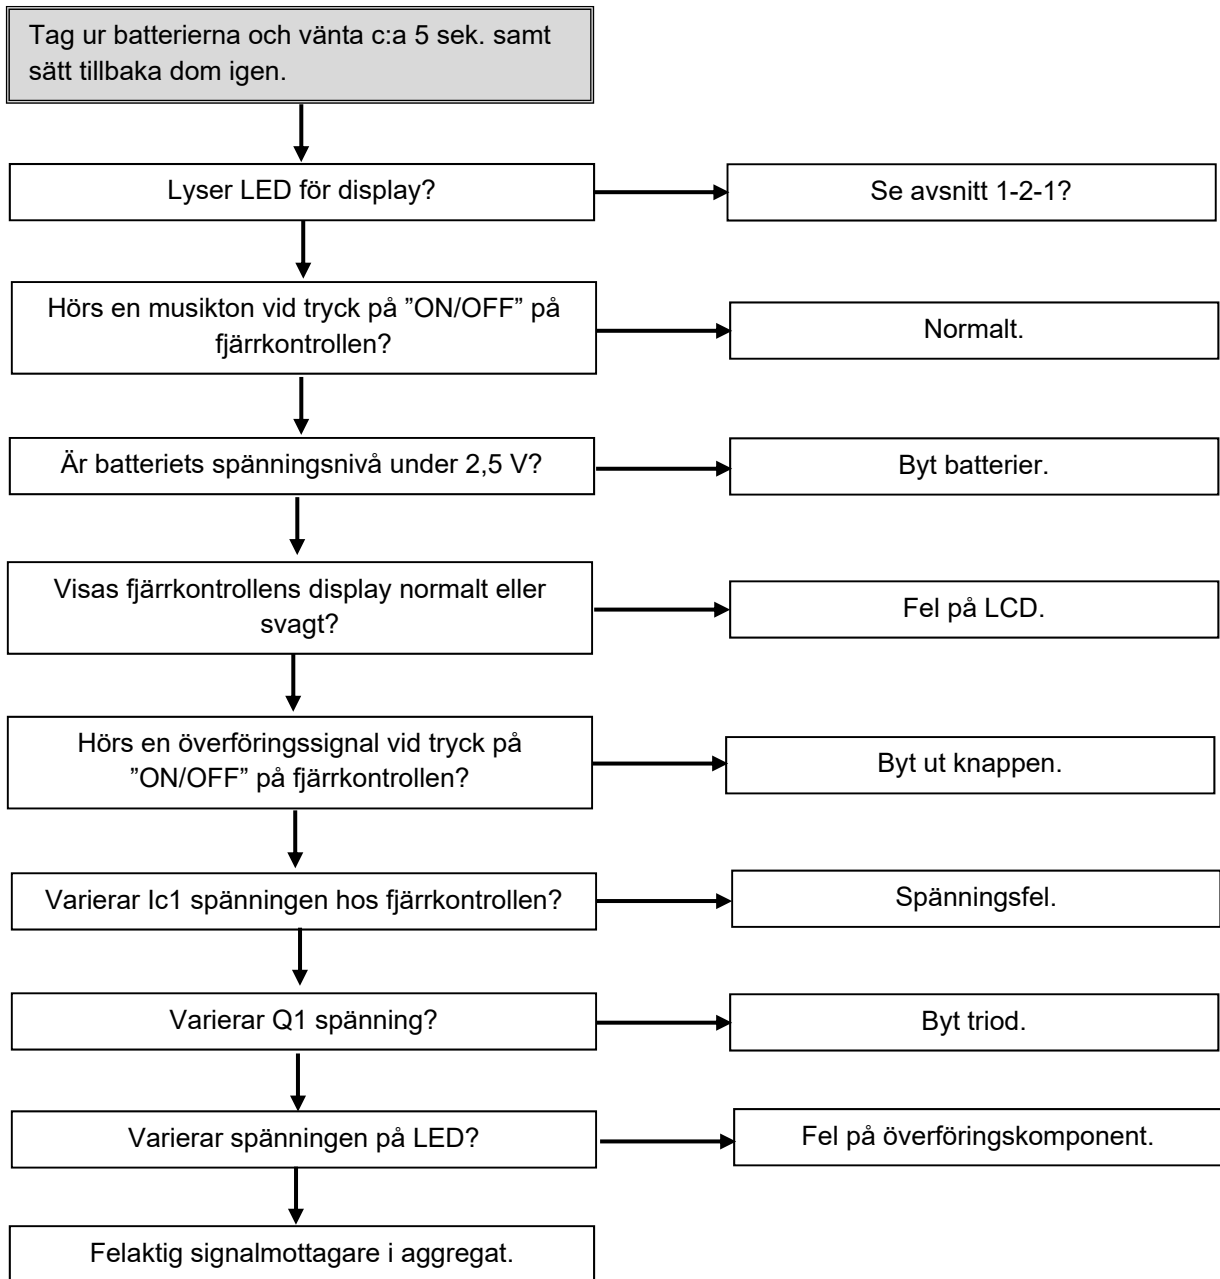 Tag ur batterierna och vänta c:a 5 sek. samt
sätt tillbaka dom igen.
Lyser LED för display?
Se avsnitt 1-2-1?
Hörs en musikton vid tryck på ”ON/OFF” på
fjärrkontrollen?
Normalt.
Är batteriets spänningsnivå under 2,5 V?
Byt batterier.
Visas fjärrkontrollens display normalt eller
svagt?
Fel på LCD.
Hörs en överföringssignal vid tryck på
”ON/OFF” på fjärrkontrollen?
Byt ut knappen.
Varierar Ic1 spänningen hos fjärrkontrollen?
Spänningsfel.
Varierar Q1 spänning?
Byt triod.
Varierar spänningen på LED?
Fel på överföringskomponent.
Felaktig signalmottagare i aggregat.